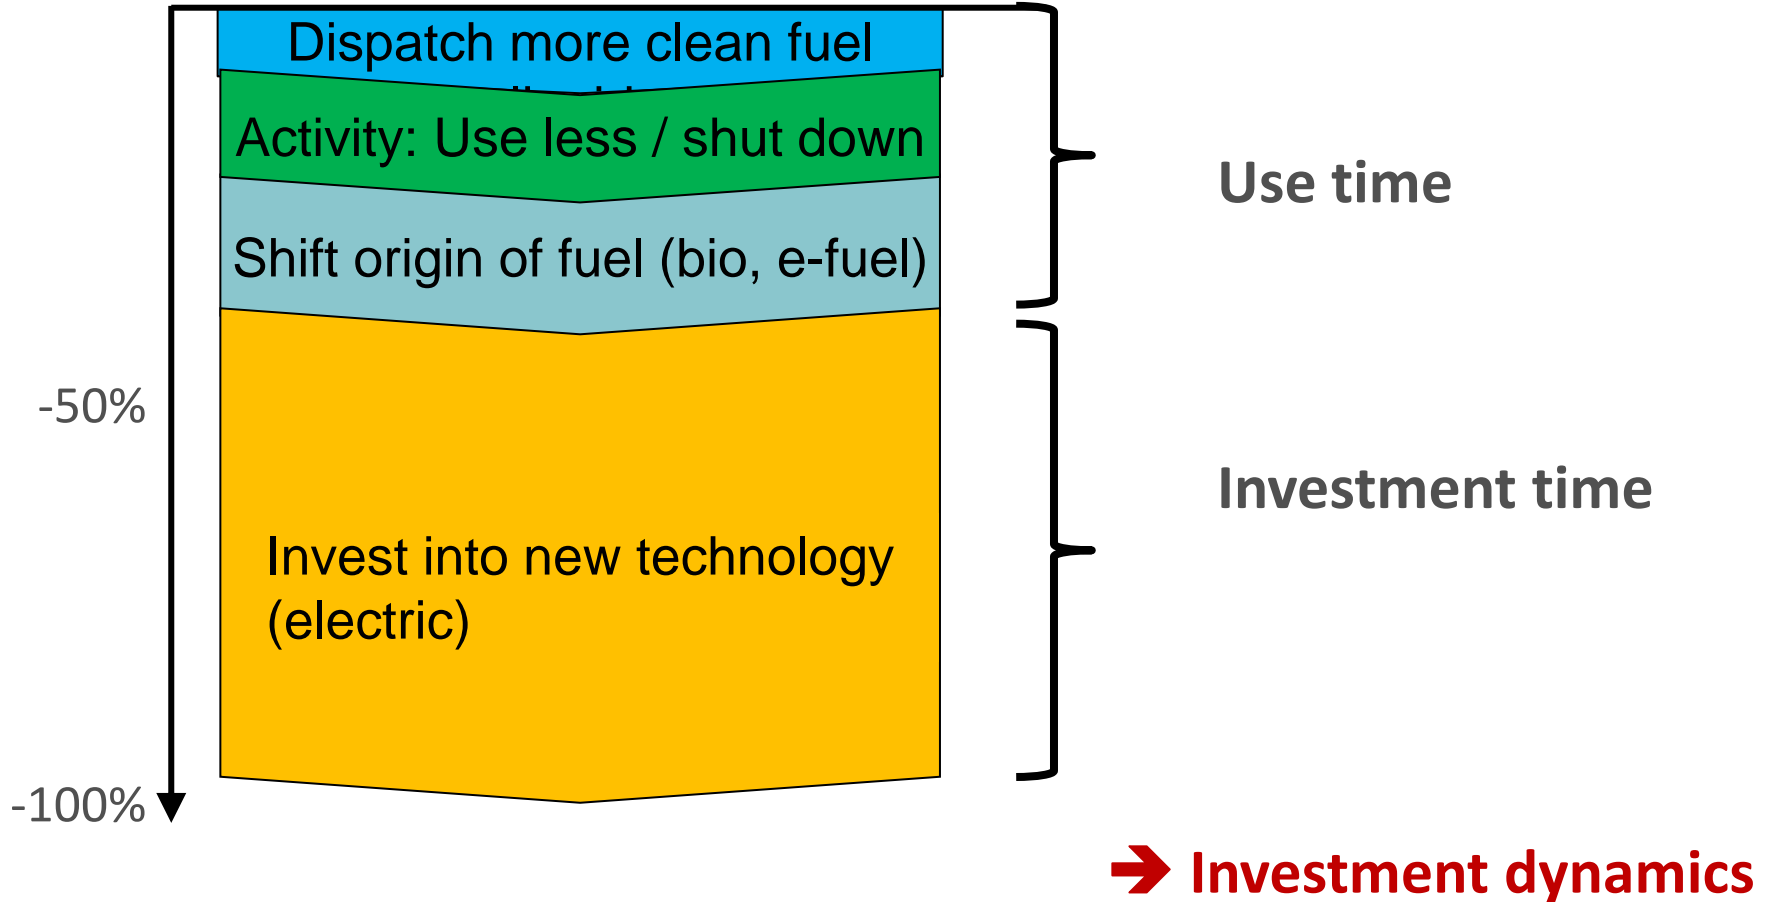 Dispatch more clean fuel
Activity: Use less / shut down
Shift origin of fuel (bio, e-fuel)
Use time
-50%
Investment time
Invest into new technology
(electric)
-100%
➔ Investment dynamics